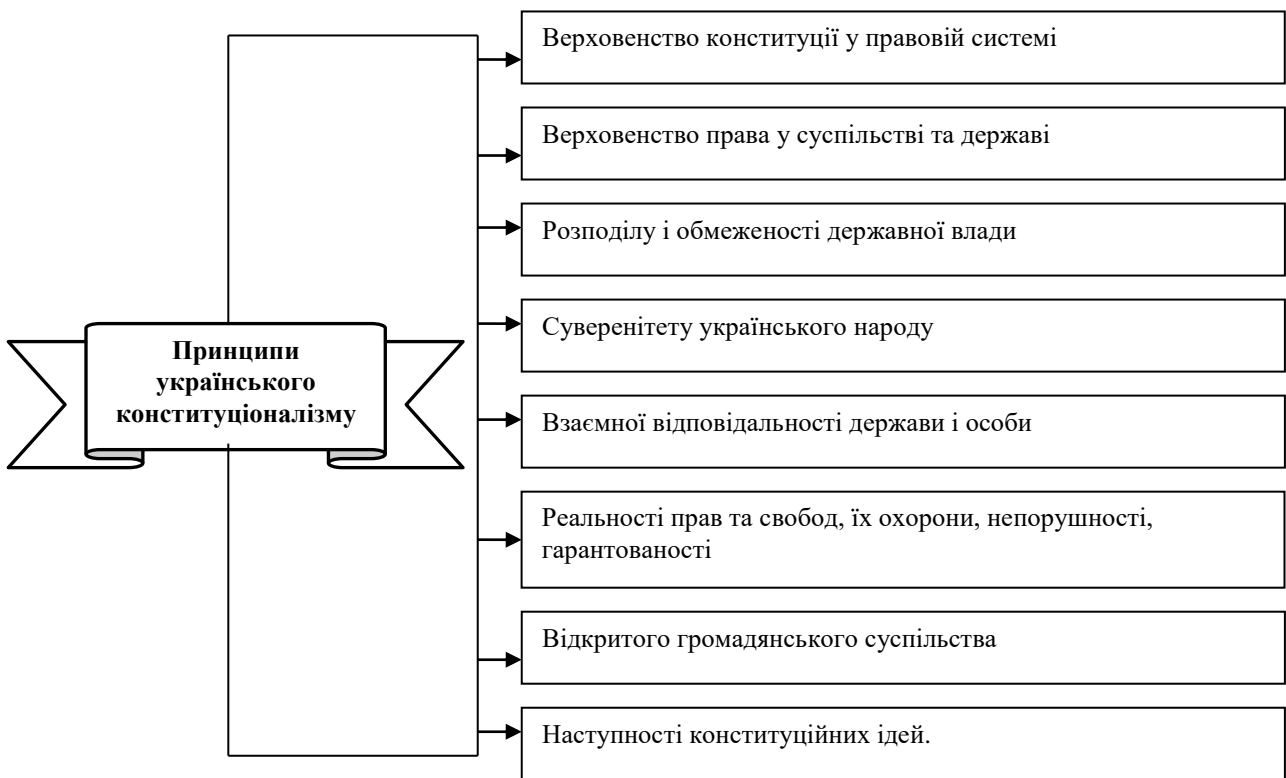 Верховенство конституції у правовій системі
Верховенство права у суспільстві та державі
Розподілу і обмеженості державної влади
Суверенітету українського народу
Принципи
українського
конституціоналізму
Взаємної відповідальності держави і особи
Реальності прав та свобод, їх охорони, непорушності,
гарантованості
Відкритого громадянського суспільства
Наступності конституційних ідей.